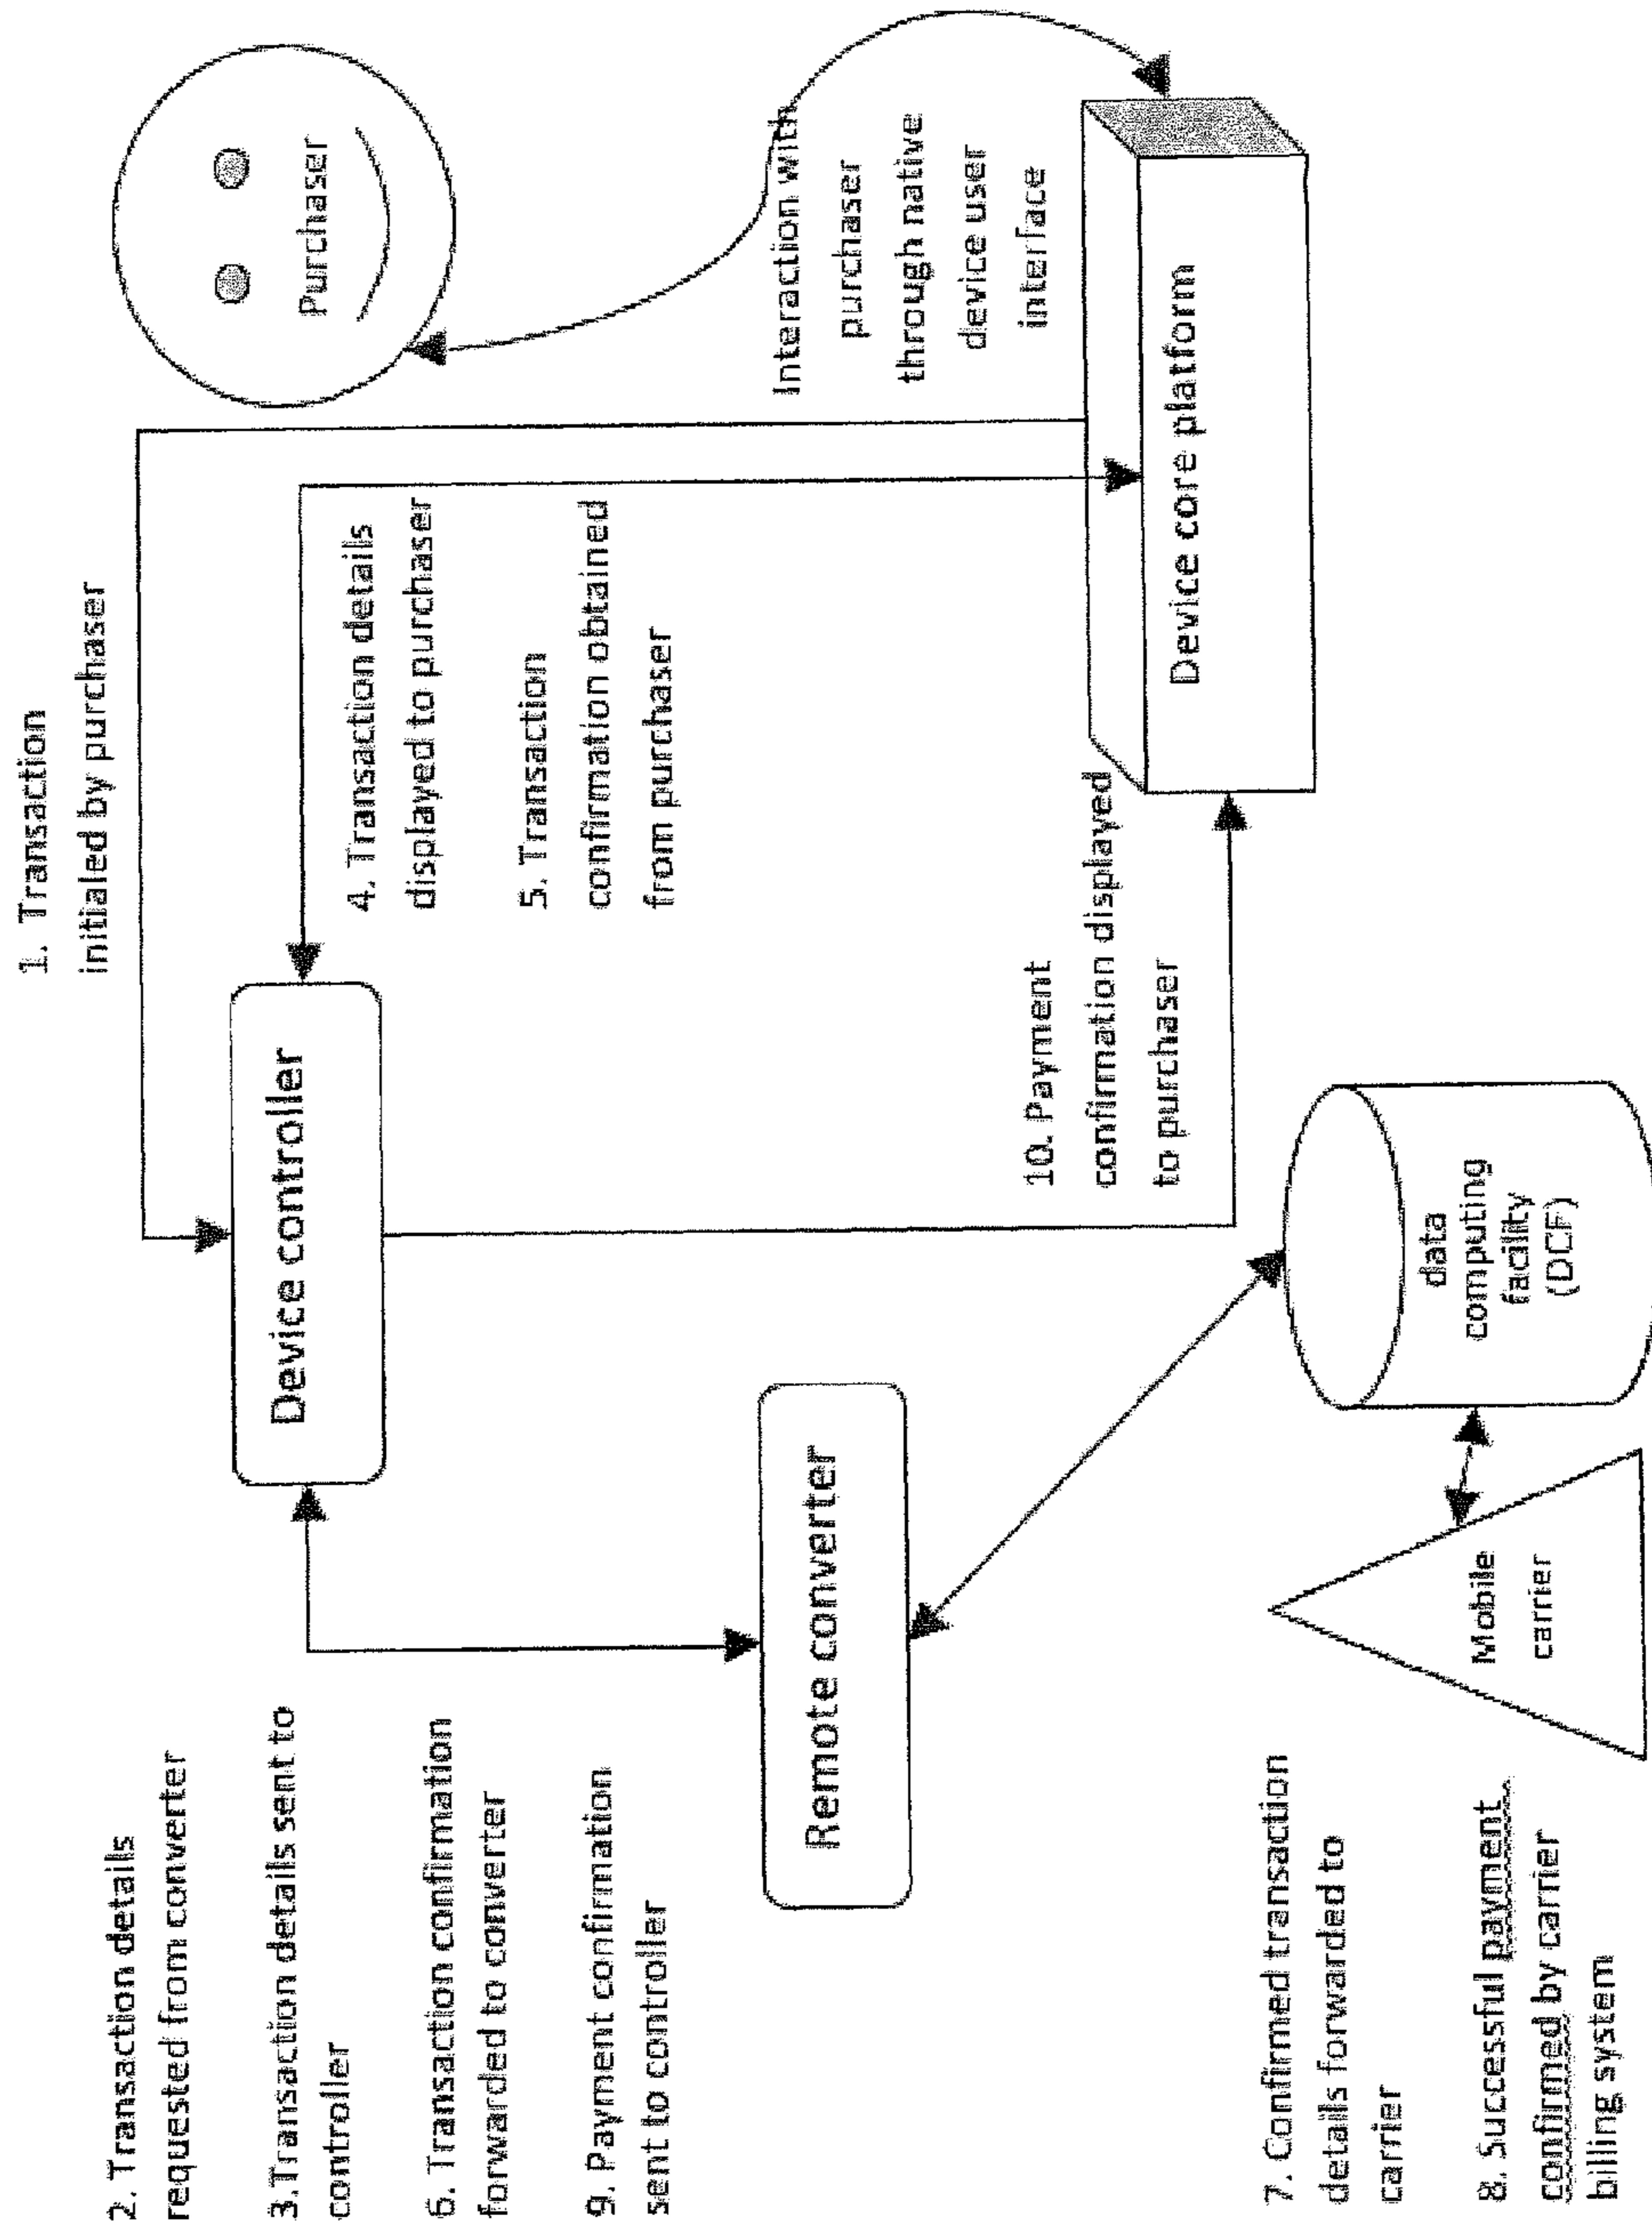 1. Transaction
initialed by purchaser
Purchaser
2. Transaction details
requested from converter
3.Transaction details sent to
controller
6. Transaction confirmation
forwarded to converter
9. Payment confirmation
sent to controller
Device controller
4. Transaction details
displayed to purchaser
5. Transaction
confirmation obtained
from purchaser
Interaction with
purchaser
through native
device user
interface
Remote converter
10. Payment
confirmation displayed
to purchaser
Device core platform
7. Confirmed transaction
details forwarded to
carrier
8. Successful payment
confirmed by carrier
billing system
Mobile
carrier
data
computing
facility
(DCF)